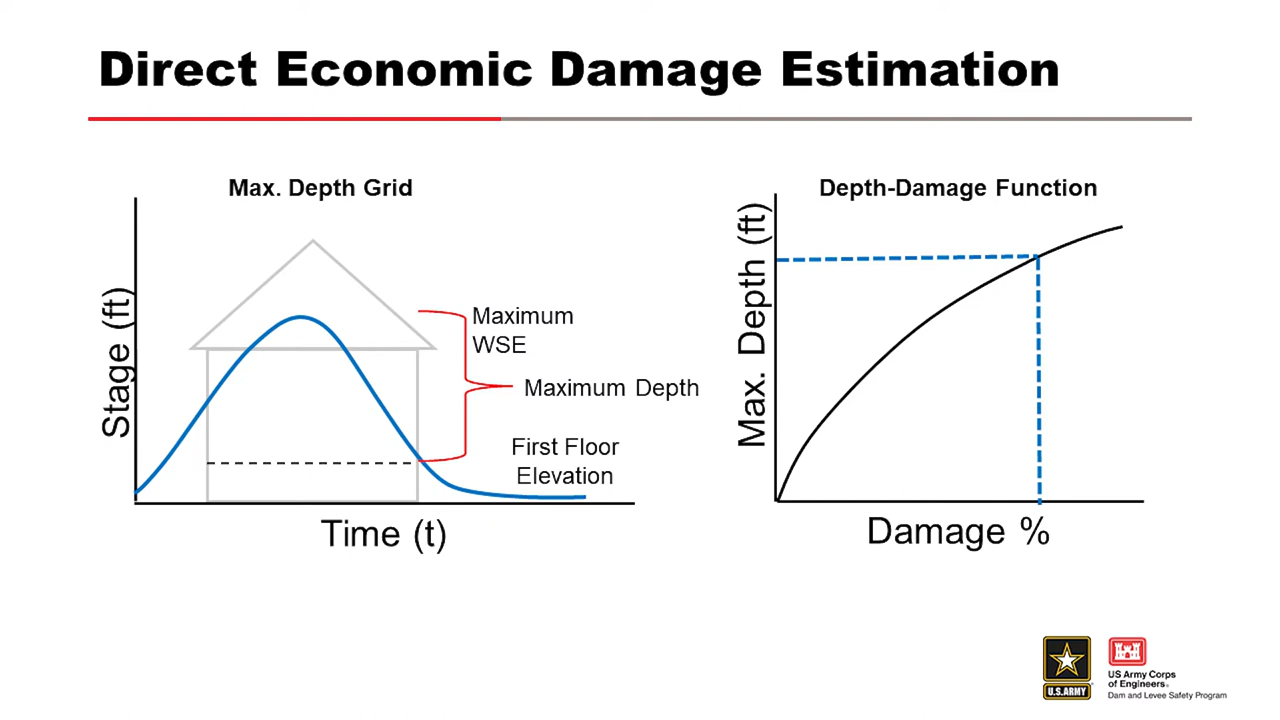 Direct Economic Damage Estimation
Max. Depth Grid
Stage (ft)
Maximum
WSE
Maximum Depth
First Floor
Elevation
Time (t)
Depth-Damage Function
Max. Depth (ft)
Damage %
U.S.ARMY
US Army Corps
of Engineers®
Dam and Levee Safety Program